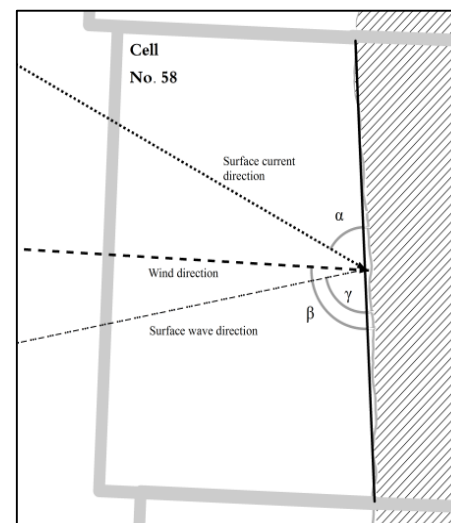 Cell
No. 58
Surface current
direction
α
Wind direction
γ
β
Surface wave direction